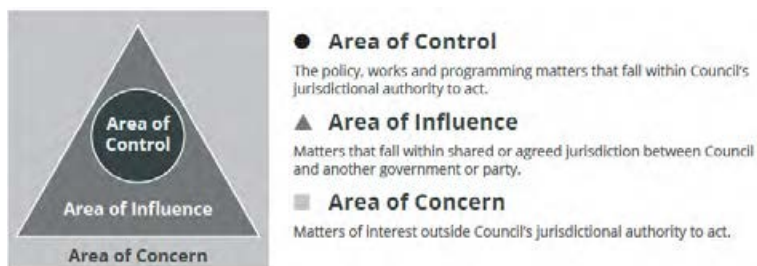 Area of
Control
Area of Influence
Area of Concern
Area of Control
The policy, works and programming matters that fall within Council's
jurisdictional authority to act.
Area of Influence
Matters that fall within shared or agreed jurisdiction between Council
and another government or party.
Area of Concern
Matters of interest outside Council's jurisdictional authority to act.